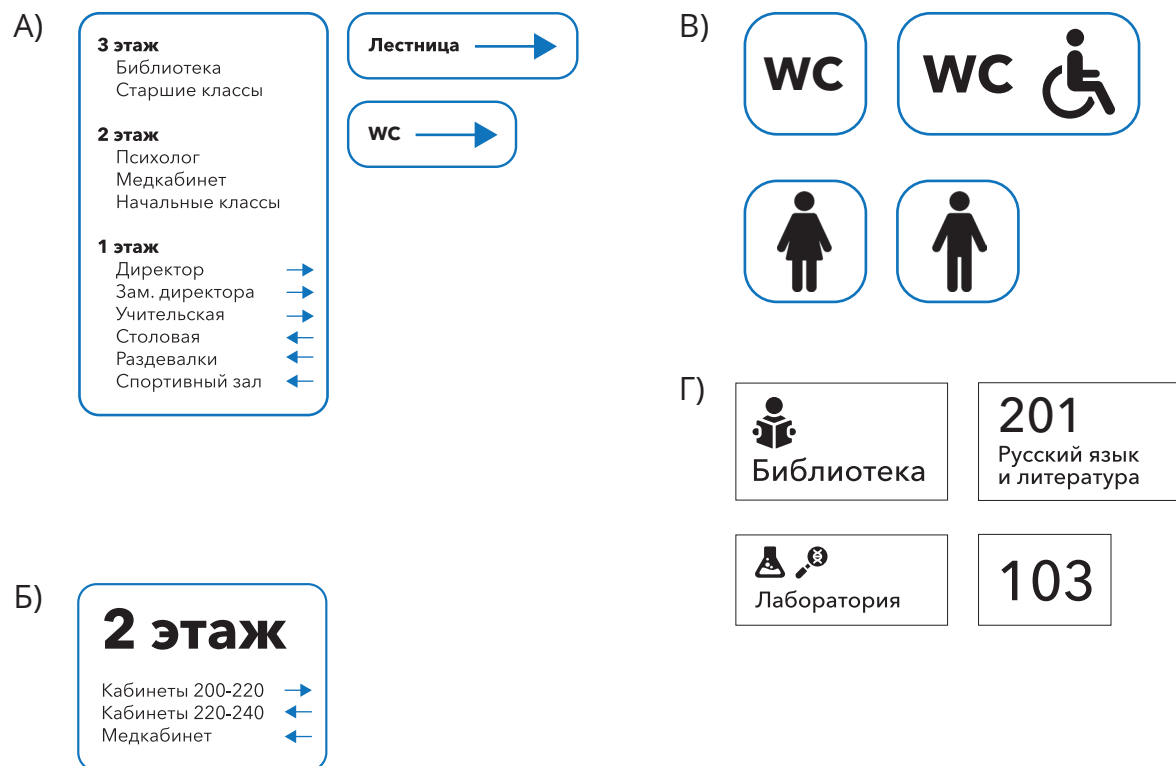 А)
3 этаж
Библиотека
Старшие классы
2 этаж
Психолог
Медкабинет
Начальные классы
1 этаж
Директор
Зам. директора
Учительская
Столовая
Раздевалки
Спортивный зал
Лестница
WC
Б)
2 этаж
Кабинеты 200-220
Кабинеты 220-240
Медкабинет
В)
WC
WC
Г)
Библиотека
201
Русский язык
и литература
Лаборатория
103